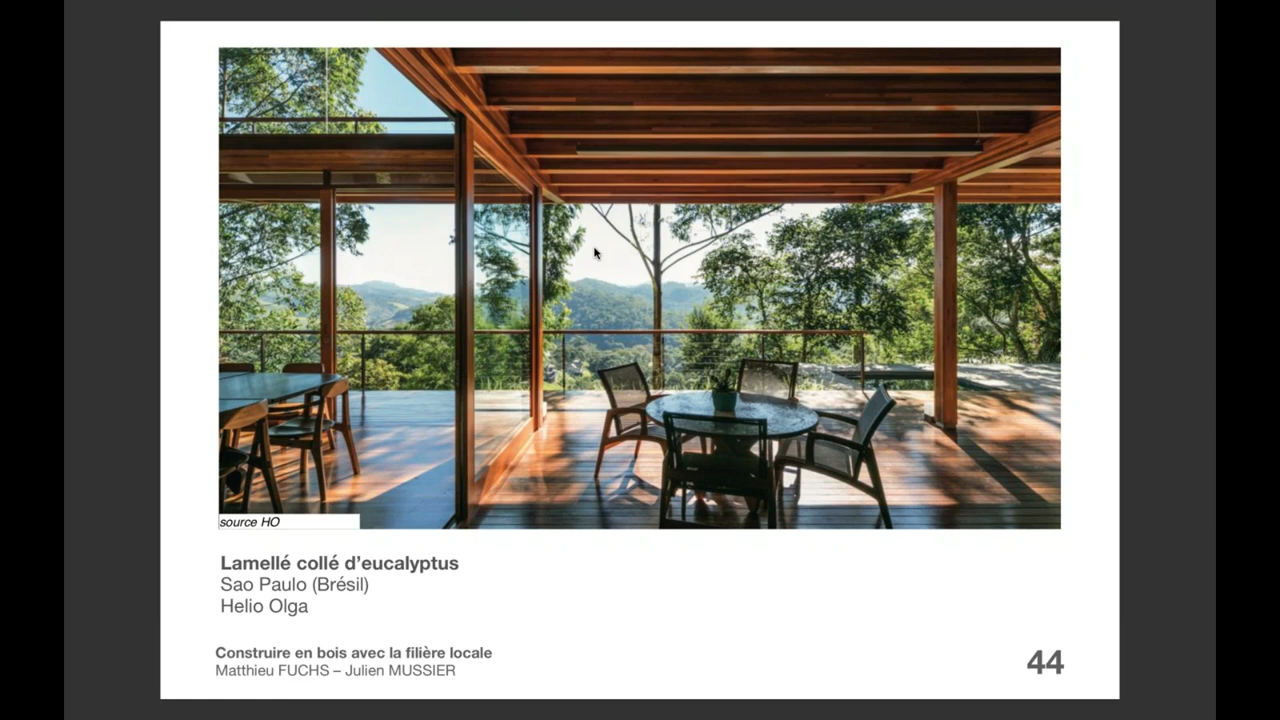 source HO
Lamellé collé d’eucalyptus
Sao Paulo (Brésil)
Helio Olga
Construire en bois avec la filière locale
Matthieu FUCHS – Julien MUSSIER
44